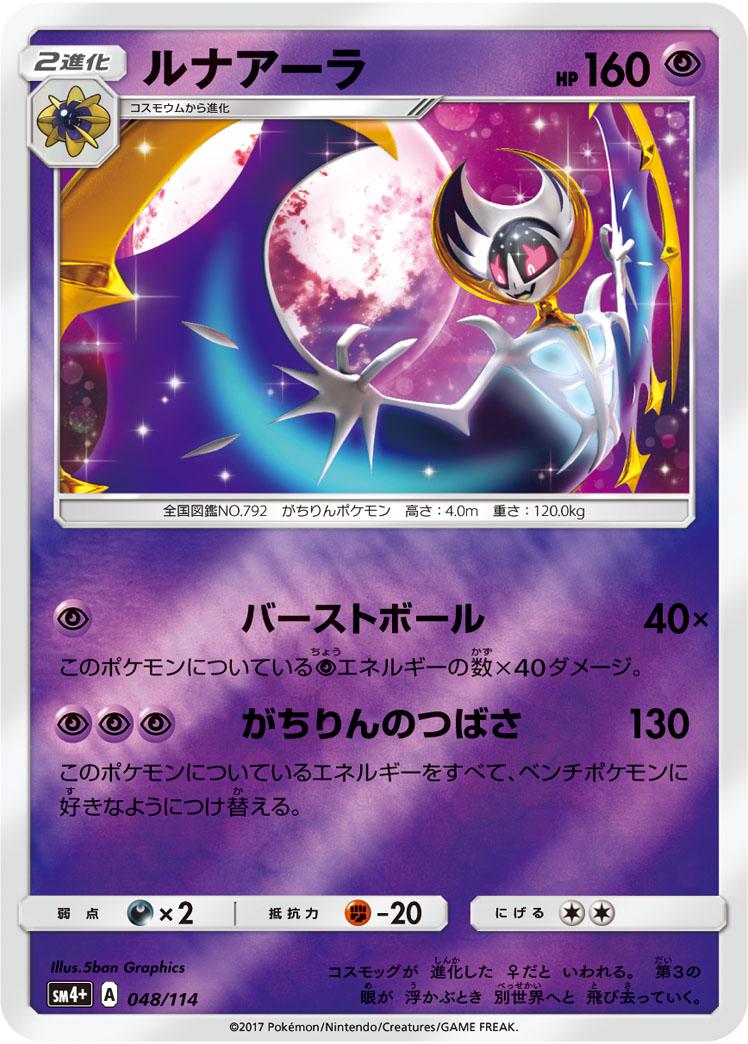 2進化
ルナアーラ
HP 160
コスモウムから進化
全国図鑑NO.792 がちりんポケモン 高さ:4.0m 重さ:120.0kg
バーストボール 40×
このポケモンについている エネルギーの数×40ダメージ。
がちりんのつばさ 130
このポケモンについているエネルギーをすべて、ベンチポケモンに
好きなようにつけ替える。
弱点 ×2 抵抗力 -20 にげる
Illus.5ban Graphics
コスモッグが 進化した ♀だと いわれる。 第3の
眼が 浮かぶとき 別世界へと 飛び去っていく。
SM4+ A 048/114
©2017 Pokémon/Nintendo/Creatures/GAME FREAK.